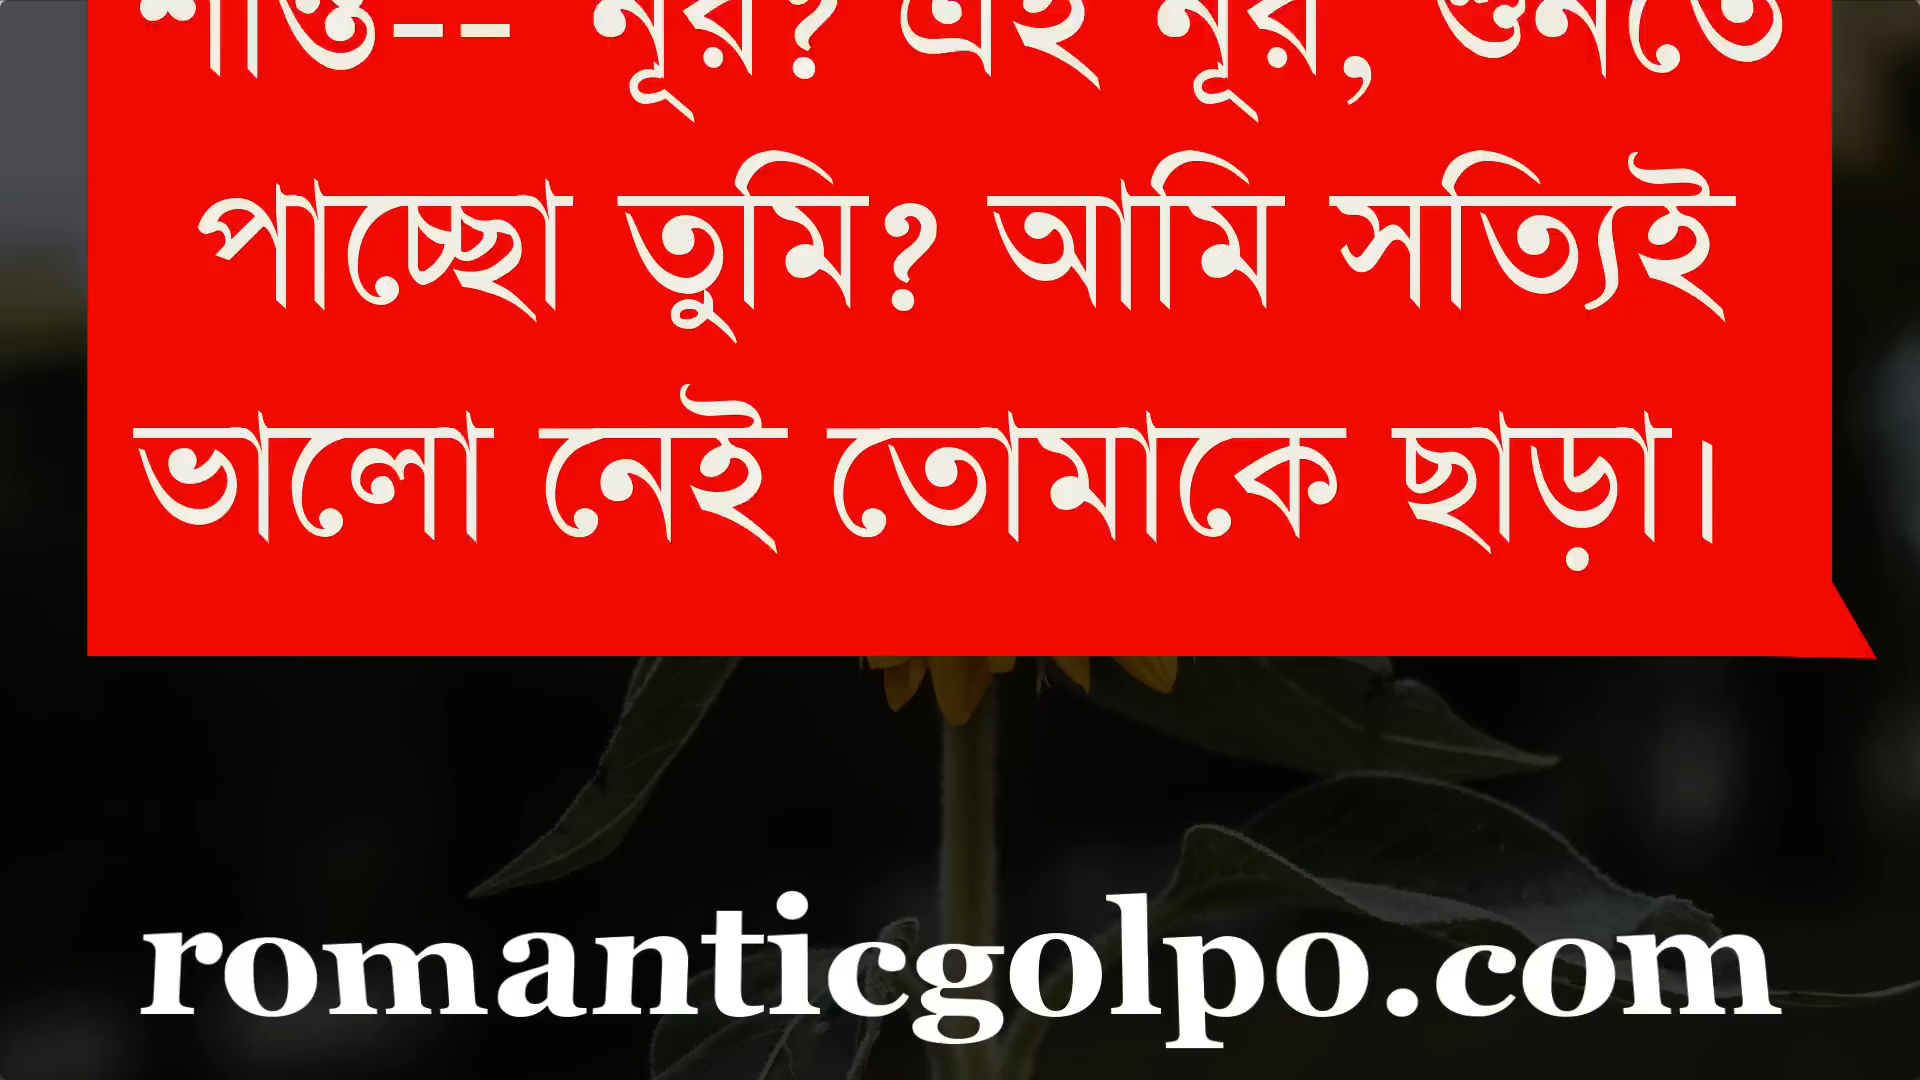 শান্ত-- নূর? এই নূর, শুনতে
পাচ্ছো তুমি? আমি সত্যিই
ভালো নেই তোমাকে ছাড়া।
romanticgolpo.com